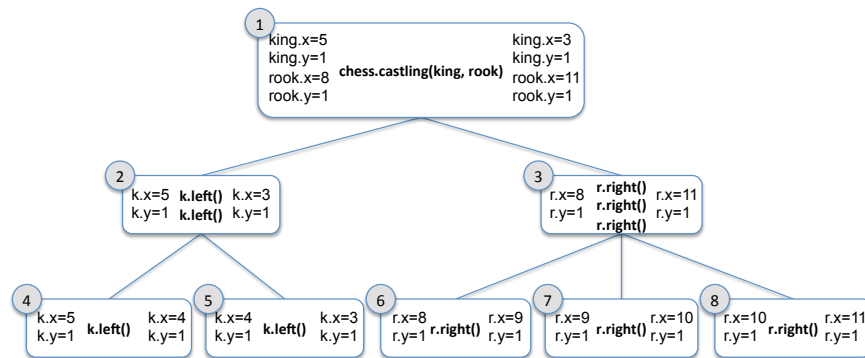 1
king.x=5 king.x=3
king.y=1 king.y=1
chess.castling(king, rook)
rook.x=8 rook.x=11
rook.y=1 rook.y=1
2
k.x=5 k.left() k.x=3
k.y=1 k.left() k.y=1
3
r.right()
r.x=8 r.x=11
r.right()
r.y=1 r.y=1
r.right()
4
k.x=5 k.x=4
k.left()
k.y=1 k.y=1
5
k.x=4 k.x=3
k.left()
k.y=1 k.y=1
6
r.x=8 r.x=9
r.y=1 r.right() r.y=1
7
r.x=9 r.x=10
r.y=1 r.right() r.y=1
8
r.x=10 r.x=11
r.y=1 r.right() r.y=1